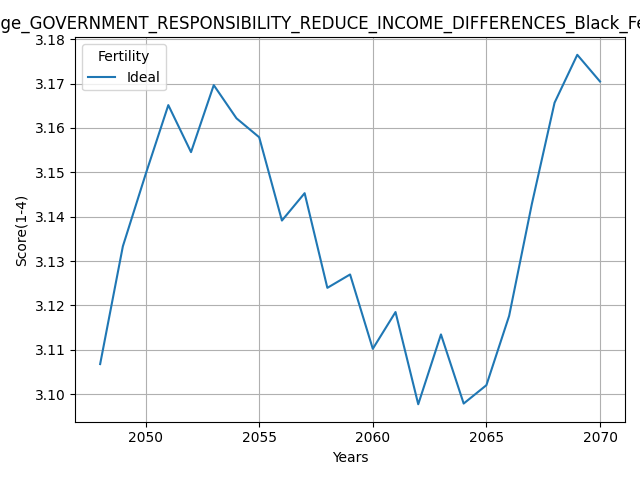 ge_GOVERNMENT_RESPONSIBILITY_REDUCE_INCOME_DIFFERENCES_Black_Fe
Fertility
Ideal
3.18
3.17
3.16
3.15
3.14
3.13
3.12
3.11
3.10
Score(1-4)
2050 2055 2060 2065 2070
Years